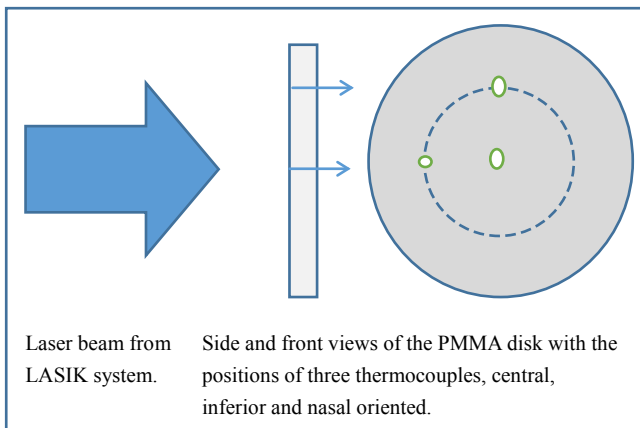 Laser beam from
LASIK system.
Side and front views of the PMMA disk with the
positions of three thermocouples, central,
inferior and nasal oriented.